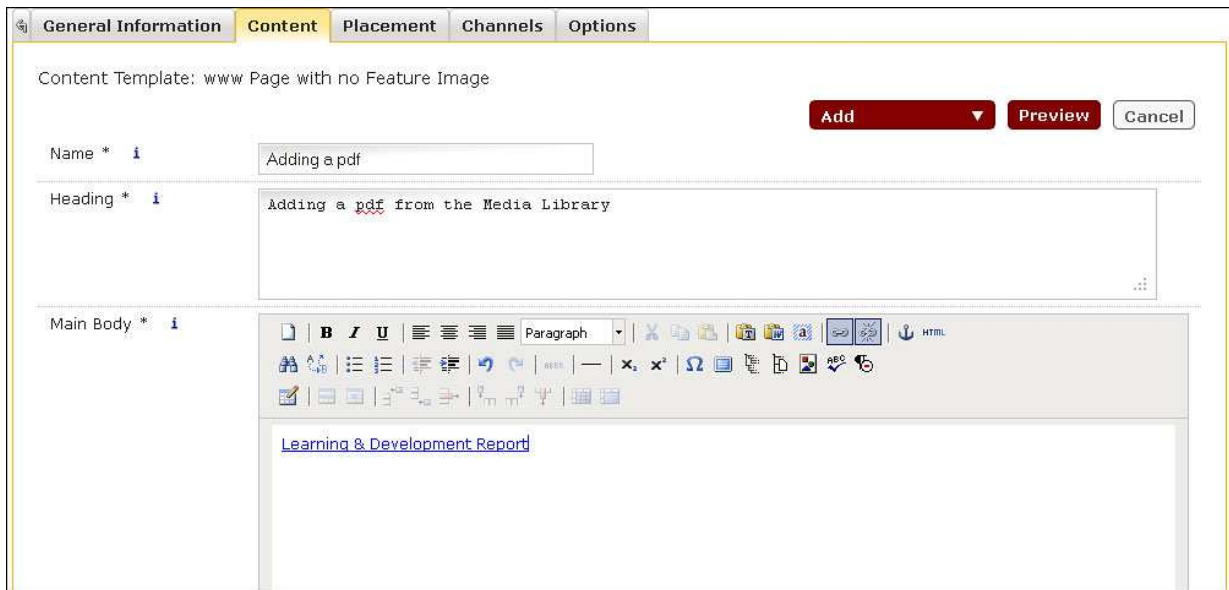 General Information Content Placement Channels Options
Content Template: www Page with no Feature Image
Add Preview Cancel
Name * i Adding a pdf
Heading * i Adding a pdf from the Media Library
Main Body * i
B I U Paragraph HTML
ABC
Learning & Development Report